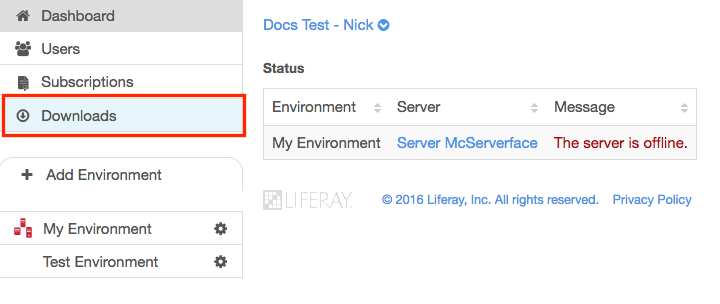 Dashboard
Users
Subscriptions
Downloads
Add Environment
My Environment
Test Environment
Docs Test - Nick
Status
Environment Server Message
My Environment Server McServerface The server is offline.
LIFERAY. © 2016 Liferay, Inc. All rights reserved. Privacy Policy